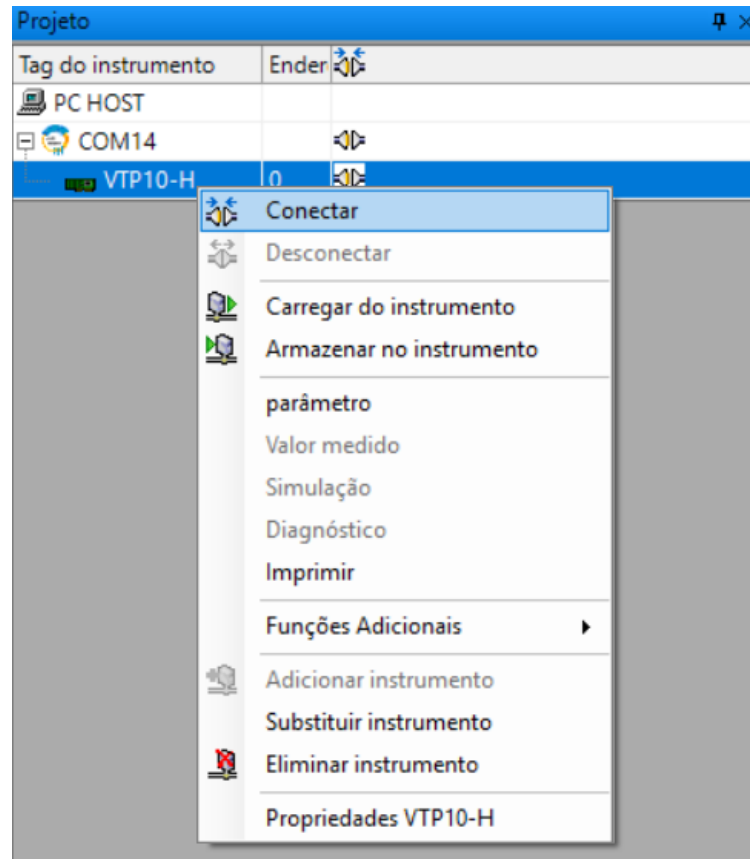 Projeto
Tag do instrumento Ender
PC HOST
COM14
VTP10-H 0
Conectar
Desconectar
Carregar do instrumento
Armazenar no instrumento
parâmetro
Valor medido
Simulação
Diagnóstico
Imprimir
Funções Adicionais
Adicionar instrumento
Substituir instrumento
Eliminar instrumento
Propriedades VTP10-H